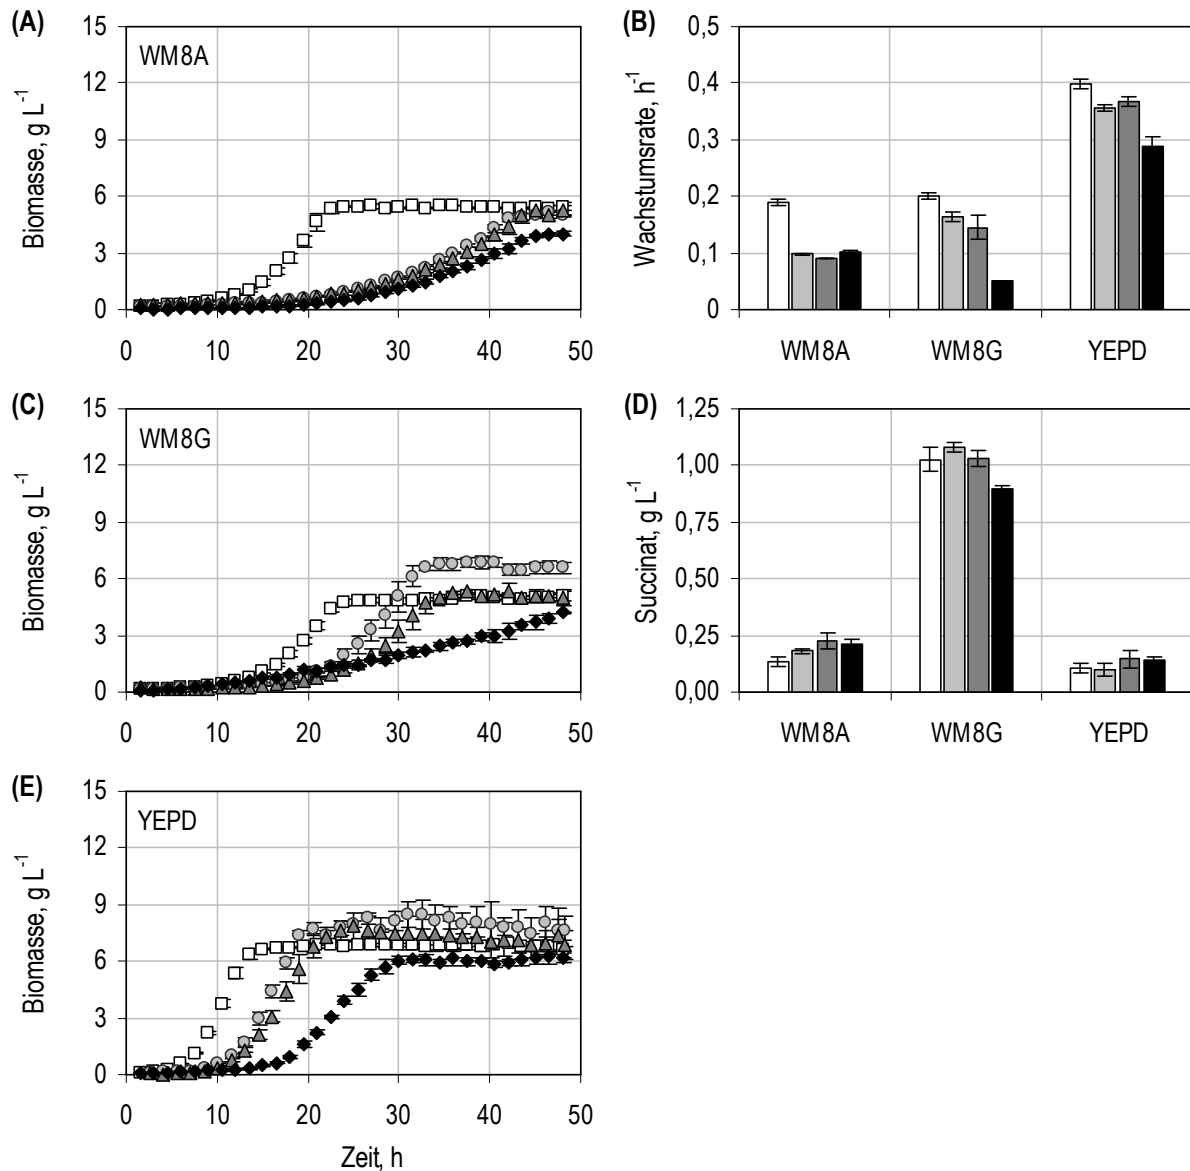 (A)
15
12
9
6
3
0
Biomasse, g L⁻¹
WM8A
0 10 20 30 40 50
(B)
0,5
0,4
0,3
0,2
0,1
0
Wachstumsrate, h⁻¹
WM8A WM8G YEPD
(C)
15
12
9
6
3
0
Biomasse, g L⁻¹
WM8G
0 10 20 30 40 50
(D)
1,25
1,00
0,75
0,50
0,25
0,00
Succinat, g L⁻¹
WM8A WM8G YEPD
(E)
15
12
9
6
3
0
Biomasse, g L⁻¹
YEPD
0 10 20 30 40 50
Zeit, h